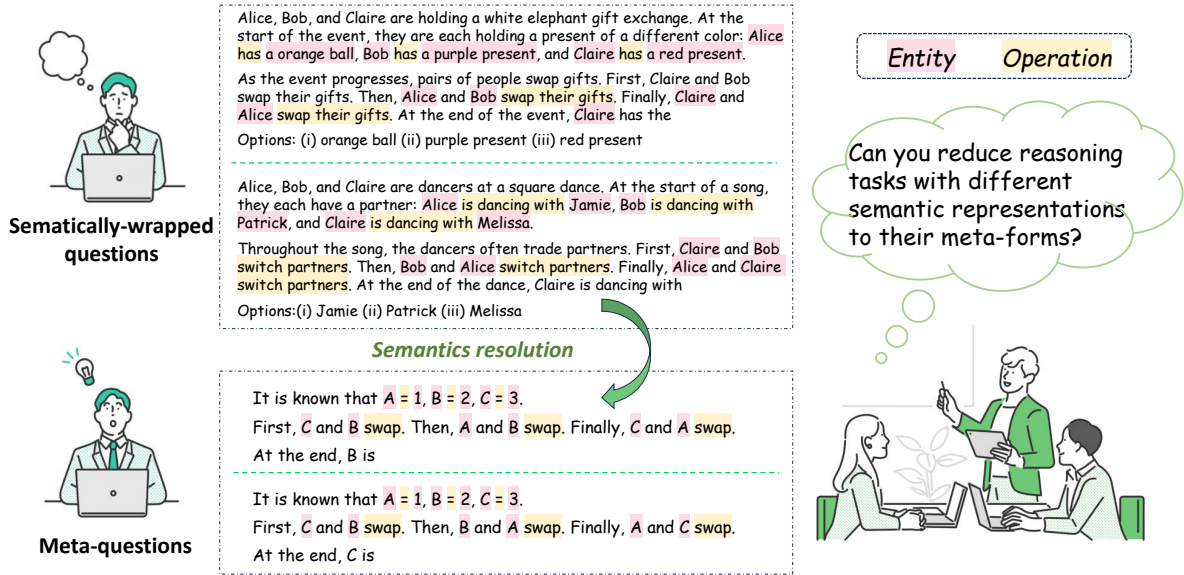 Alice, Bob, and Claire are holding a white elephant gift exchange. At the
start of the event, they are each holding a present of a different color: Alice
has a orange ball, Bob has a purple present, and Claire has a red present.
As the event progresses, pairs of people swap gifts. First, Claire and Bob
swap their gifts. Then, Alice and Bob swap their gifts. Finally, Claire and
Alice swap their gifts. At the end of the event, Claire has the
Options: (i) orange ball (ii) purple present (iii) red present
Alice, Bob, and Claire are dancers at a square dance. At the start of a song,
they each have a partner: Alice is dancing with Jamie, Bob is dancing with
Patrick, and Claire is dancing with Melissa.
Throughout the song, the dancers often trade partners. First, Claire and Bob
switch partners. Then, Bob and Alice switch partners. Finally, Alice and Claire
switch partners. At the end of the dance, Claire is dancing with
Options:(i) Jamie (ii) Patrick (iii) Melissa
Sematically-wrapped
questions
Semantics resolution
It is known that A = 1, B = 2, C = 3.
First, C and B swap. Then, A and B swap. Finally, C and A swap.
At the end, B is
It is known that A = 1, B = 2, C = 3.
First, C and B swap. Then, B and A swap. Finally, A and C swap.
At the end, C is
Meta-questions
Entity Operation
Can you reduce reasoning
tasks with different
semantic representations
to their meta-forms?